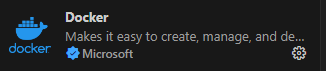 Docker
Makes it easy to create, manage, and de...
docker
Microsoft